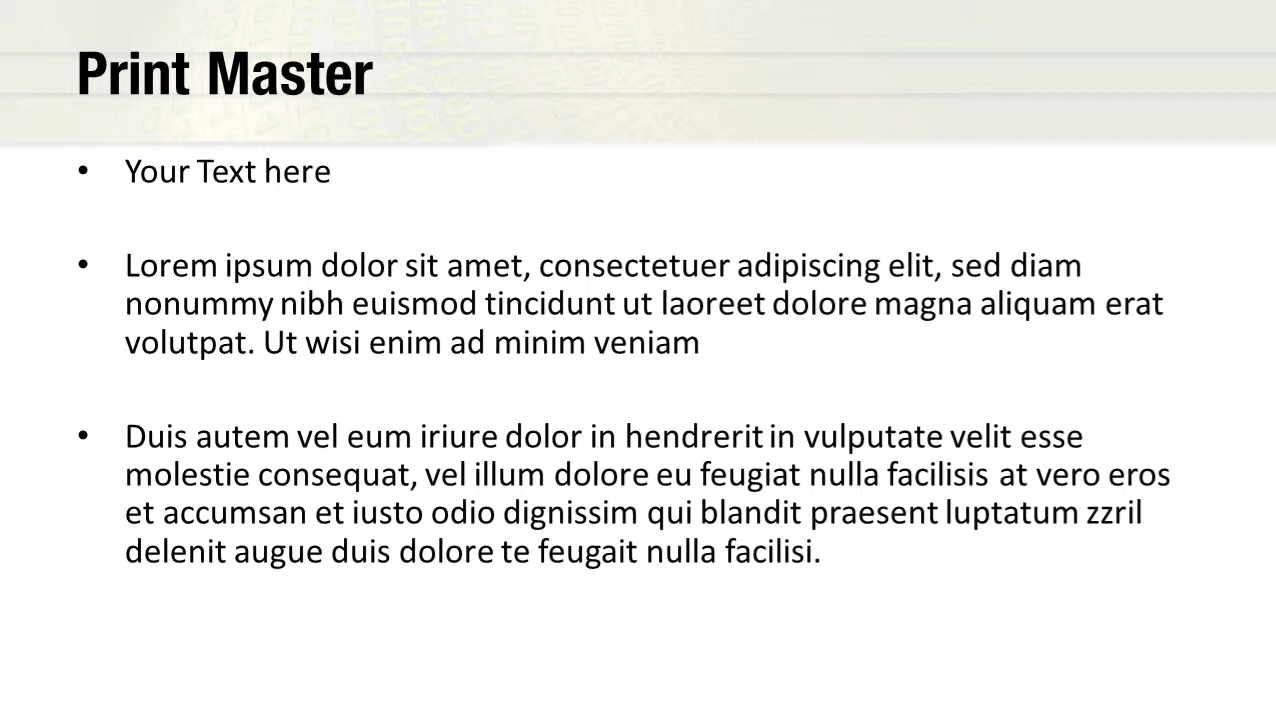 Print Master
• Your Text here
• Lorem ipsum dolor sit amet, consectetuer adipiscing elit, sed diam
nonummy nibh euismod tincidunt ut laoreet dolore magna aliquam erat
volutpat. Ut wisi enim ad minim veniam
• Duis autem vel eum iriure dolor in hendrerit in vulputate velit esse
molestie consequat, vel illum dolore eu feugiat nulla facilisis at vero eros
et accumsan et iusto odio dignissim qui blandit praesent luptatum zzril
delenit augue duis dolore te feugait nulla facilisi.